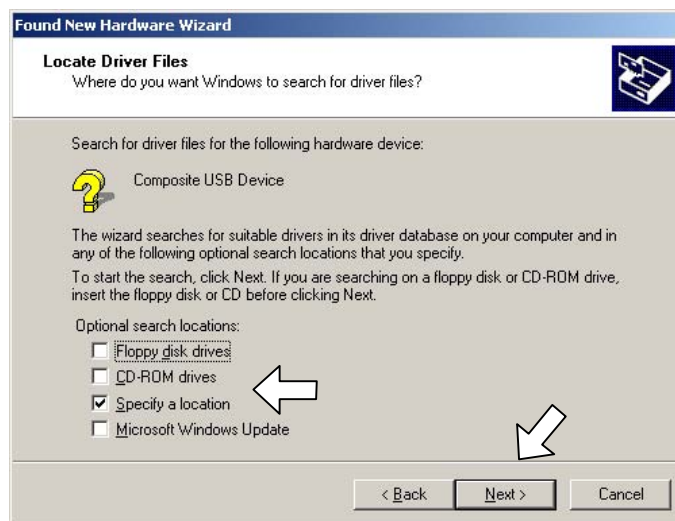 Found New Hardware Wizard
Locate Driver Files
Where do you want Windows to search for driver files?
Search for driver files for the following hardware device:
Composite USB Device
The wizard searches for suitable drivers in its driver database on your computer and in
any of the following optional search locations that you specify.
To start the search, click Next. If you are searching on a floppy disk or CD-ROM drive,
insert the floppy disk or CD before clicking Next.
Optional search locations:
Floppy disk drives
CD-ROM drives
Specify a location
Microsoft Windows Update
< Back Next > Cancel